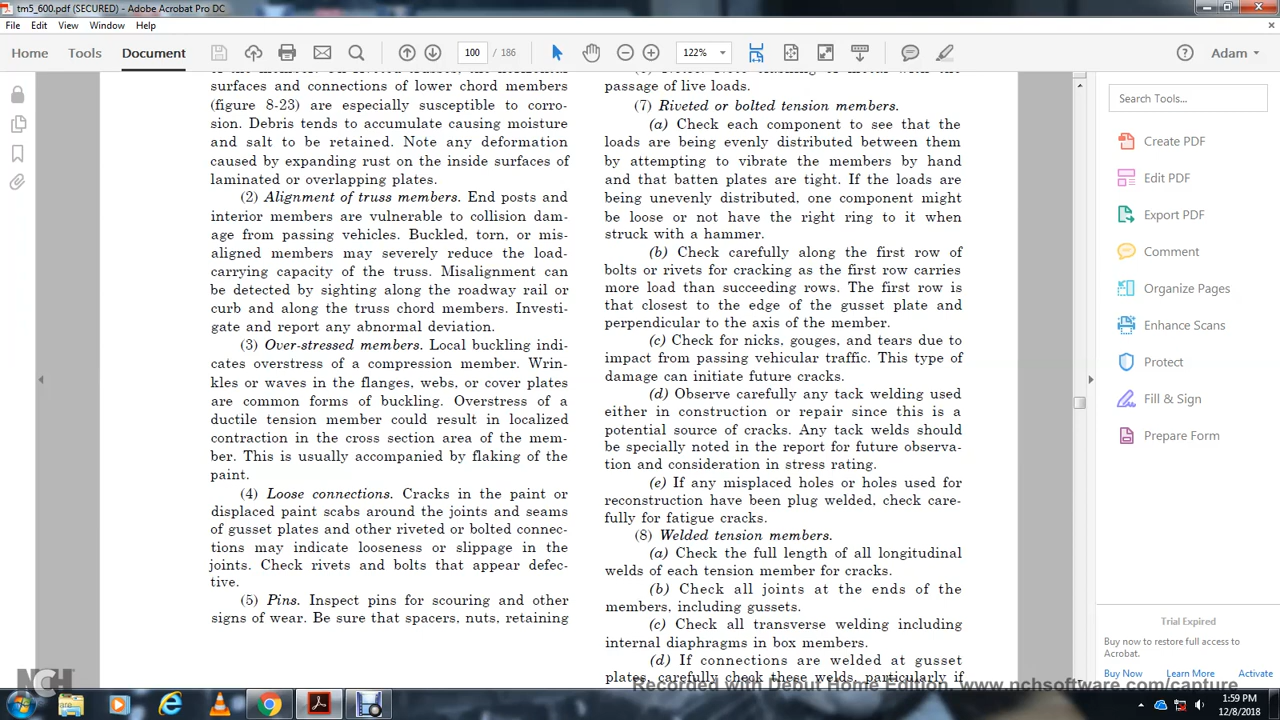 tm5_600.pdf (SECURED) - Adobe Acrobat Pro DC
File Edit View Window Help
Home Tools Document 100 / 186 122% Adam
surfaces and connections of lower chord members
(figure 8-23) are especially susceptible to corro-
sion. Debris tends to accumulate causing moisture
and salt to be retained. Note any deformation
caused by expanding rust on the inside surfaces of
laminated or overlapping plates.
(2) Alignment of truss members. End posts and
interior members are vulnerable to collision dam-
age from passing vehicles. Buckled, torn, or mis-
aligned members may severely reduce the load-
carrying capacity of the truss. Misalignment can
be detected by sighting along the roadway rail or
curb and along the truss chord members. Investi-
gate and report any abnormal deviation.
(3) Over-stressed members. Local buckling indi-
cates overstress of a compression member. Wrin-
kles or waves in the flanges, webs, or cover plates
are common forms of buckling. Overstress of a
ductile tension member could result in localized
contraction in the cross section area of the mem-
ber. This is usually accompanied by flaking of the
paint.
(4) Loose connections. Cracks in the paint or
displaced paint scabs around the joints and seams
of gusset plates and other riveted or bolted connec-
tions may indicate looseness or slippage in the
joints. Check rivets and bolts that appear defec-
tive.
(5) Pins. Inspect pins for scouring and other
signs of wear. Be sure that spacers, nuts, retaining
passage of live loads.
(7) Riveted or bolted tension members.
(a) Check each component to see that the
loads are being evenly distributed between them
by attempting to vibrate the members by hand
and that batten plates are tight. If the loads are
being unevenly distributed, one component might
be loose or not have the right ring to it when
struck with a hammer.
(b) Check carefully along the first row of
bolts or rivets for cracking as the first row carries
more load than succeeding rows. The first row is
that closest to the edge of the gusset plate and
perpendicular to the axis of the member.
(c) Check for nicks, gouges, and tears due to
impact from passing vehicular traffic. This type of
damage can initiate future cracks.
(d) Observe carefully any tack welding used
either in construction or repair since this is a
potential source of cracks. Any tack welds should
be specially noted in the report for future observa-
tion and consideration in stress rating.
(e) If any misplaced holes or holes used for
reconstruction have been plug welded, check care-
fully for fatigue cracks.
(8) Welded tension members.
(a) Check the full length of all longitudinal
welds of each tension member for cracks.
(b) Check all joints at the ends of the
members, including gussets.
(c) Check all transverse welding including
internal diaphragms in box members.
(d) If connections are welded at gusset
plates, carefully check these welds, particularly if
Search Tools...
Create PDF
Edit PDF
Export PDF
Comment
Organize Pages
Enhance Scans
Protect
Fill & Sign
Prepare Form
Trial Expired
Buy now to restore full access to
Acrobat.
Buy Now Learn More Activate
NCH
Recorded with Debut Home Edition. www.nchsoftware.com/capture
1:59 PM
12/8/2018